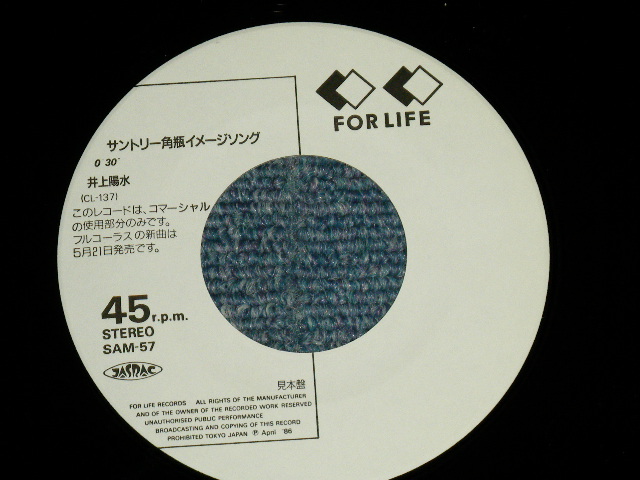 FOR LIFE
サントリー角瓶イメージソング
0 30″
井上陽水
(CL-137)
このレコードは、コマーシャル
の使用部分のみです。
フルコーラスの新曲は
5月21日発売です。
45 r.p.m.
STEREO
SAM-57
JASRAC
見本盤
FOR LIFE RECORDS ALL RIGHTS OF THE MANUFACTURER
AND OF THE OWNER OF THE RECORDED WORK RESERVED
UNAUTHORISED PUBLIC PERFORMANCE
BROADCASTING AND COPYING OF THIS RECORD
PROHIBITED TOKYO JAPAN ℗ April '86